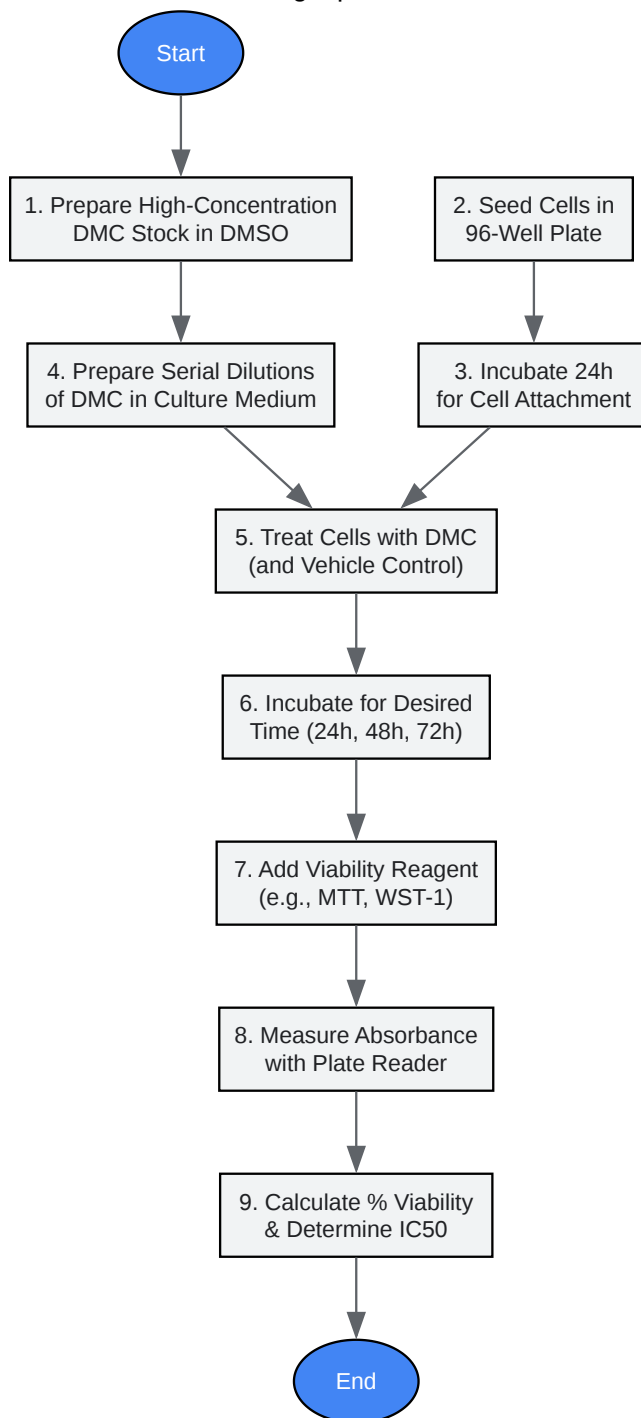 Start
1. Prepare High-Concentration
DMC Stock in DMSO
2. Seed Cells in
96-Well Plate
4. Prepare Serial Dilutions
of DMC in Culture Medium
3. Incubate 24h
for Cell Attachment
5. Treat Cells with DMC
(and Vehicle Control)
6. Incubate for Desired
Time (24h, 48h, 72h)
7. Add Viability Reagent
(e.g., MTT, WST-1)
8. Measure Absorbance
with Plate Reader
9. Calculate % Viability
& Determine IC50
End